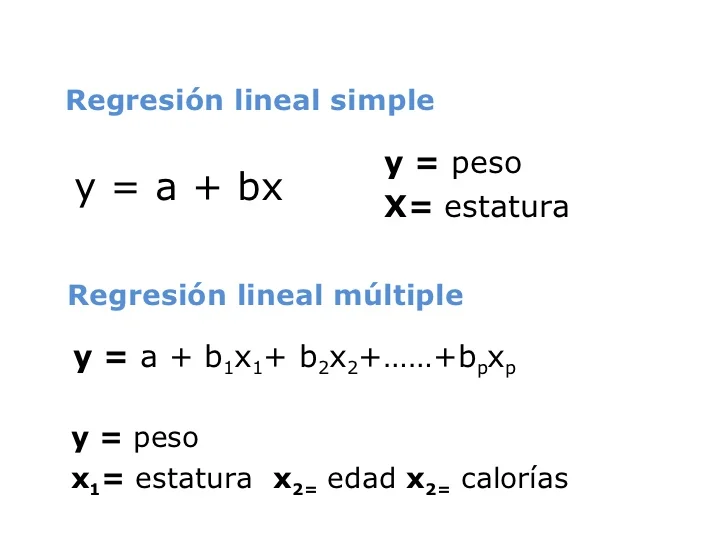 Regresión lineal simple
y = a + bx
y = peso
X= estatura
Regresión lineal múltiple
y = a + b₁x₁+ b₂x₂+......+bₚxₚ
y = peso
x₁= estatura x₂₌ edad x₂₌ calorías